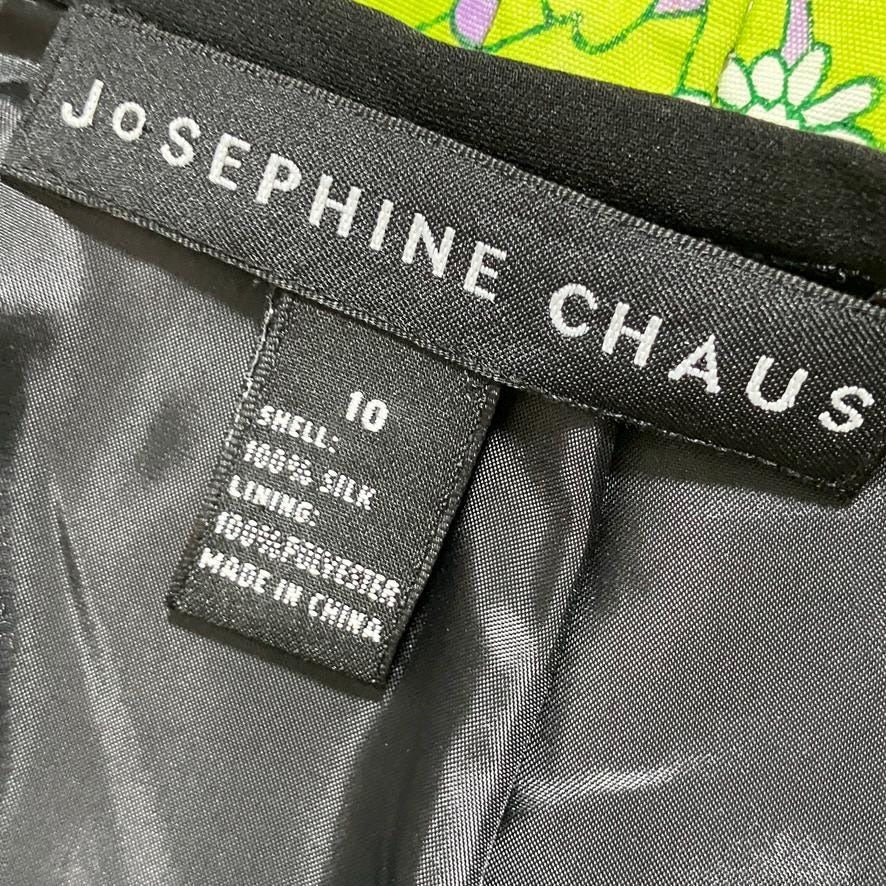 JoSEPHINE CHAUS
10
SHELL:
100% SILK
LINING:
100% POLYESTER
MADE IN CHINA